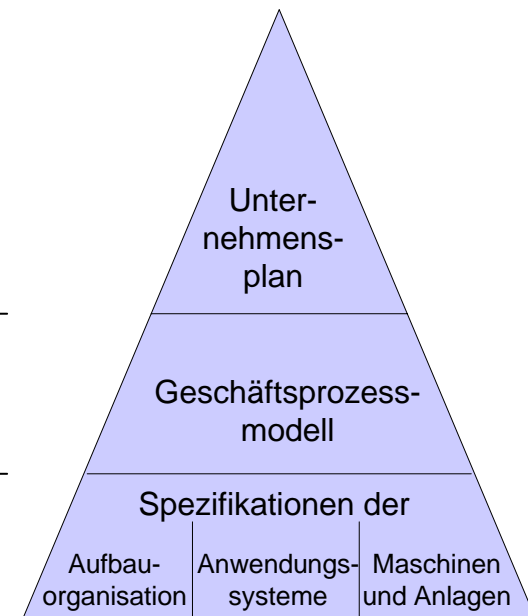 Unter-
nehmens-
plan
Geschäftsprozess-
modell
Spezifikationen der
Aufbau-
organisation
Anwendungs-
systeme
Maschinen
und Anlagen